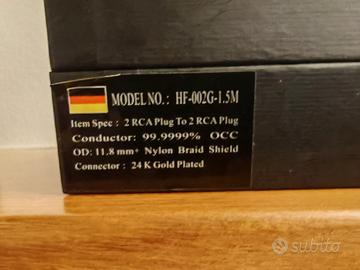 MODEL NO.: HF-002G-1.5M
Item Spec : 2 RCA Plug To 2 RCA Plug
Conductor: 99.9999% OCC
OD: 11.8 mm+ Nylon Braid Shield
Connector : 24 K Gold Plated
subito